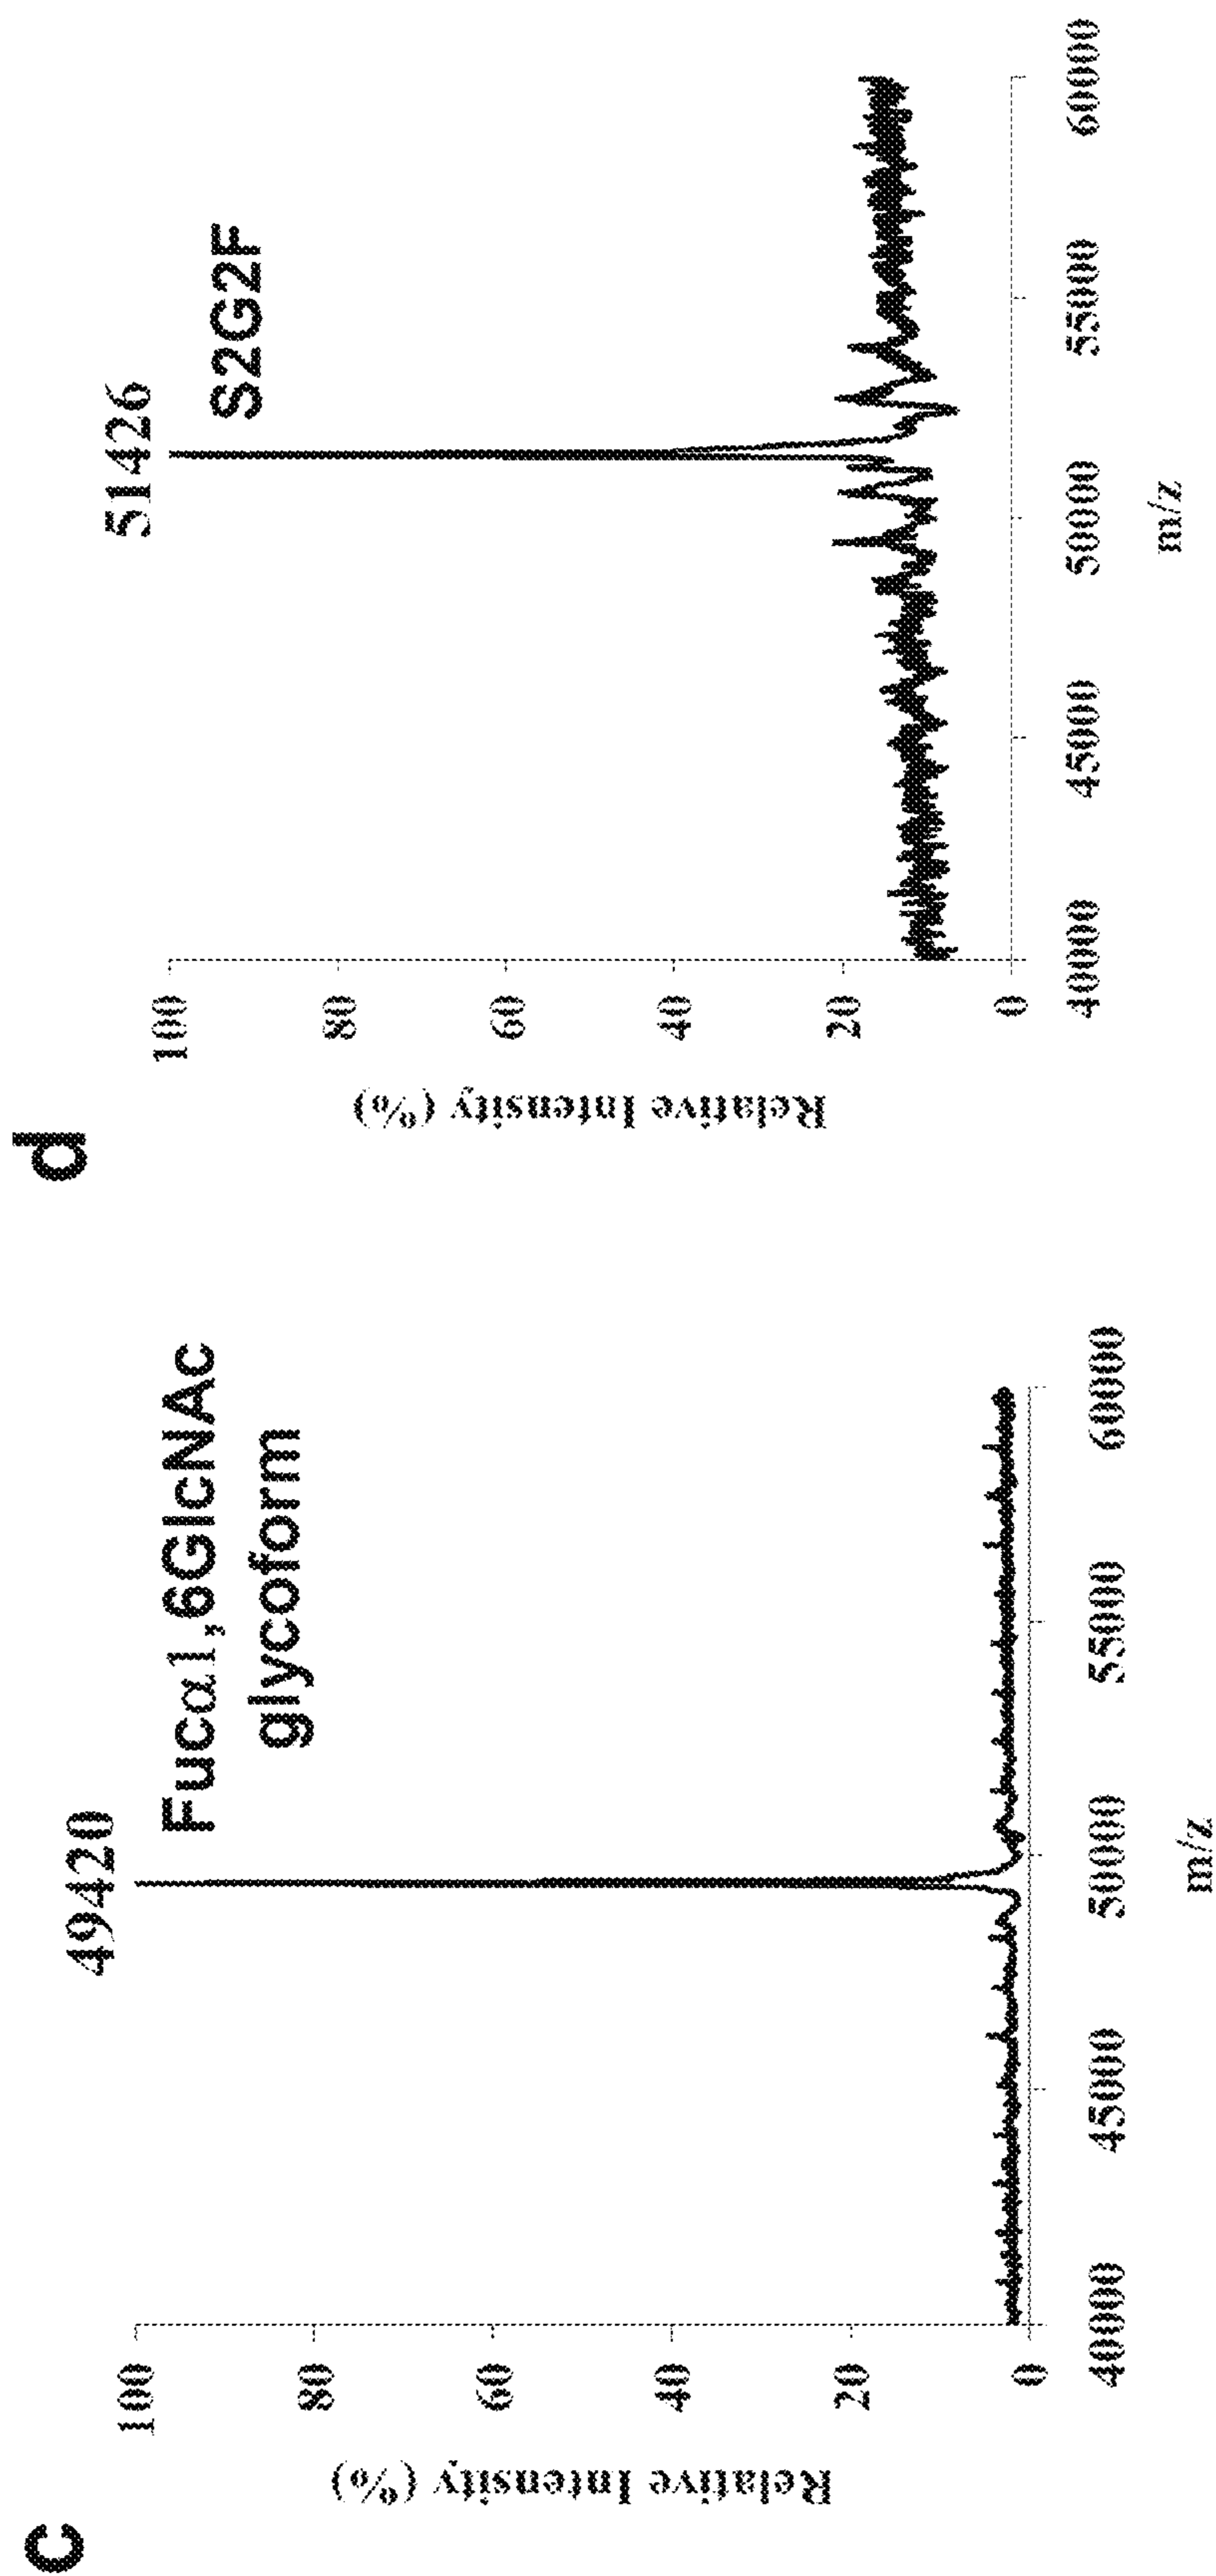 c
49420
Fucα1,6GlcNAc
glycoform
Relative Intensity (%)
100
80
60
40
20
0
40000 45000 50000 55000 60000
m/z
d
51426
S2G2F
Relative Intensity (%)
100
80
60
40
20
0
40000 45000 50000 55000 60000
m/z